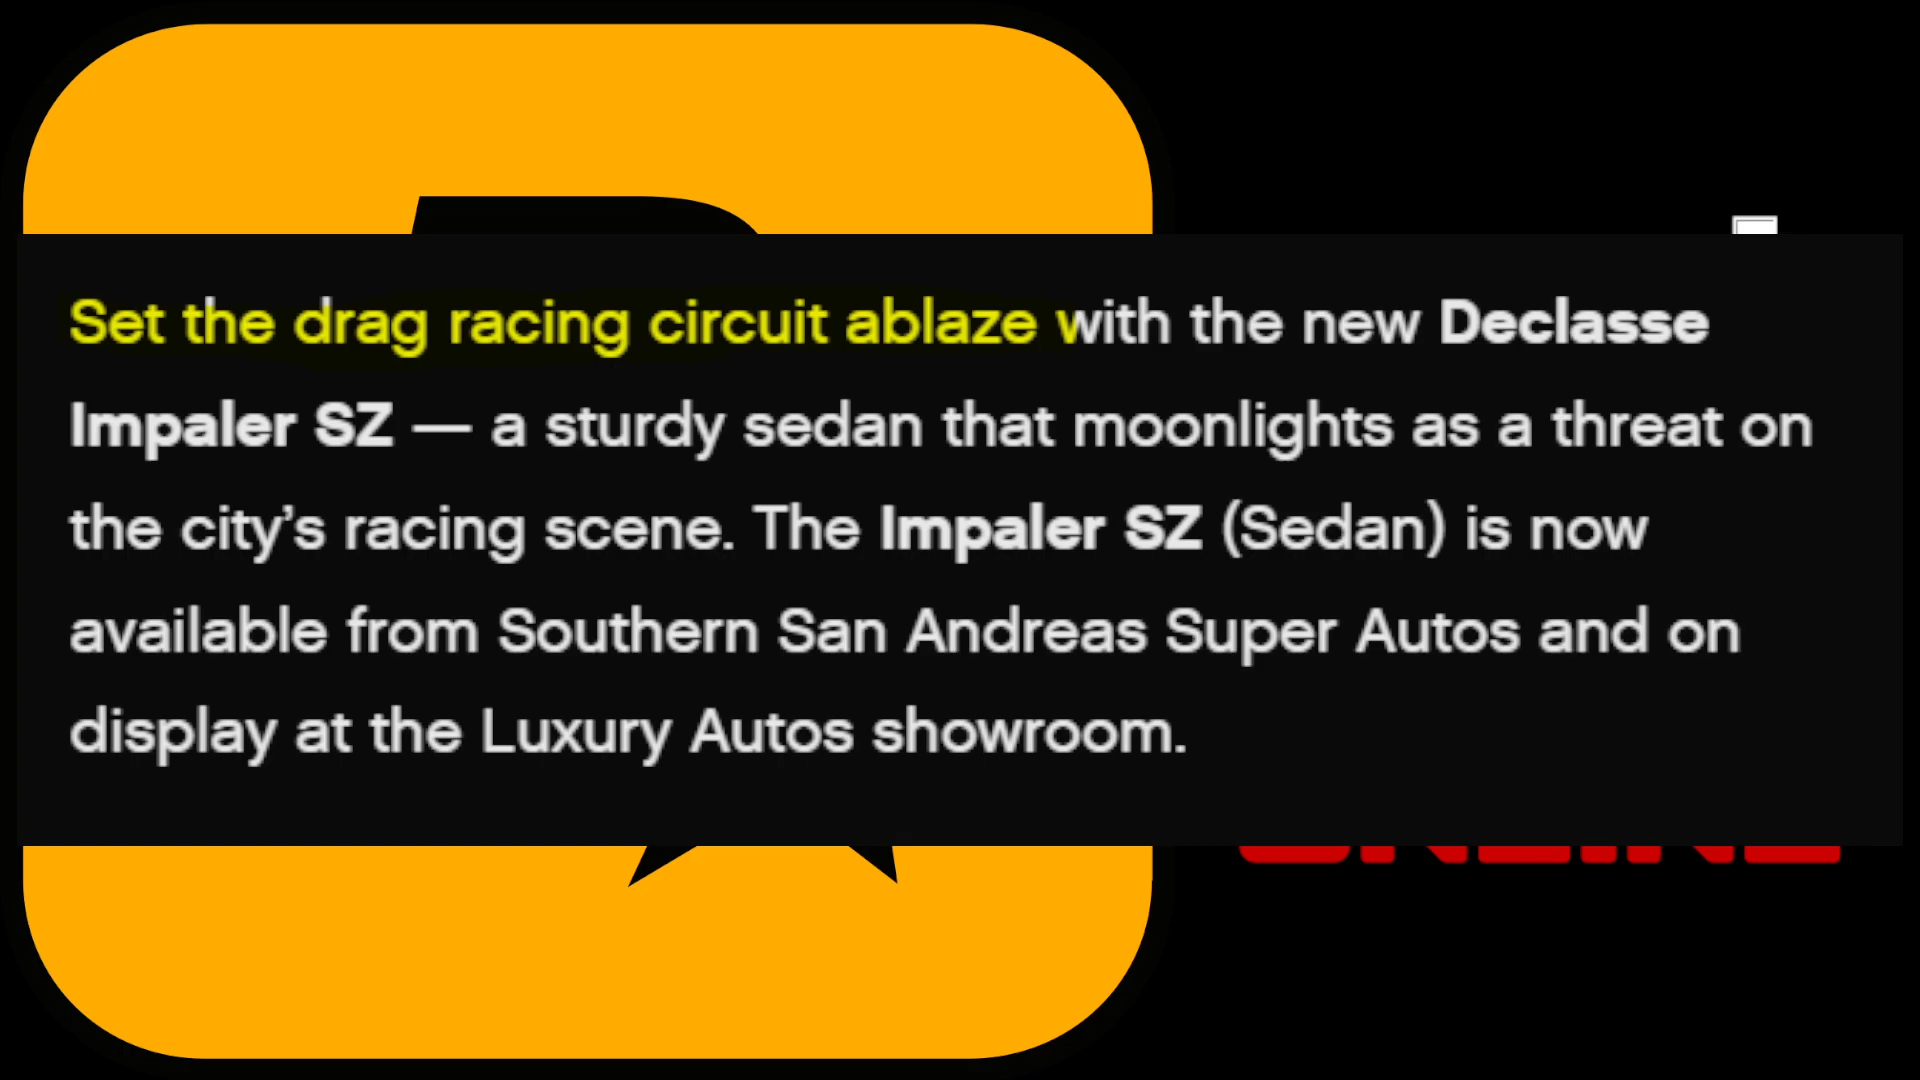 Set the drag racing circuit ablaze with the new Declasse
Impaler SZ — a sturdy sedan that moonlights as a threat on
the city’s racing scene. The Impaler SZ (Sedan) is now
available from Southern San Andreas Super Autos and on
display at the Luxury Autos showroom.